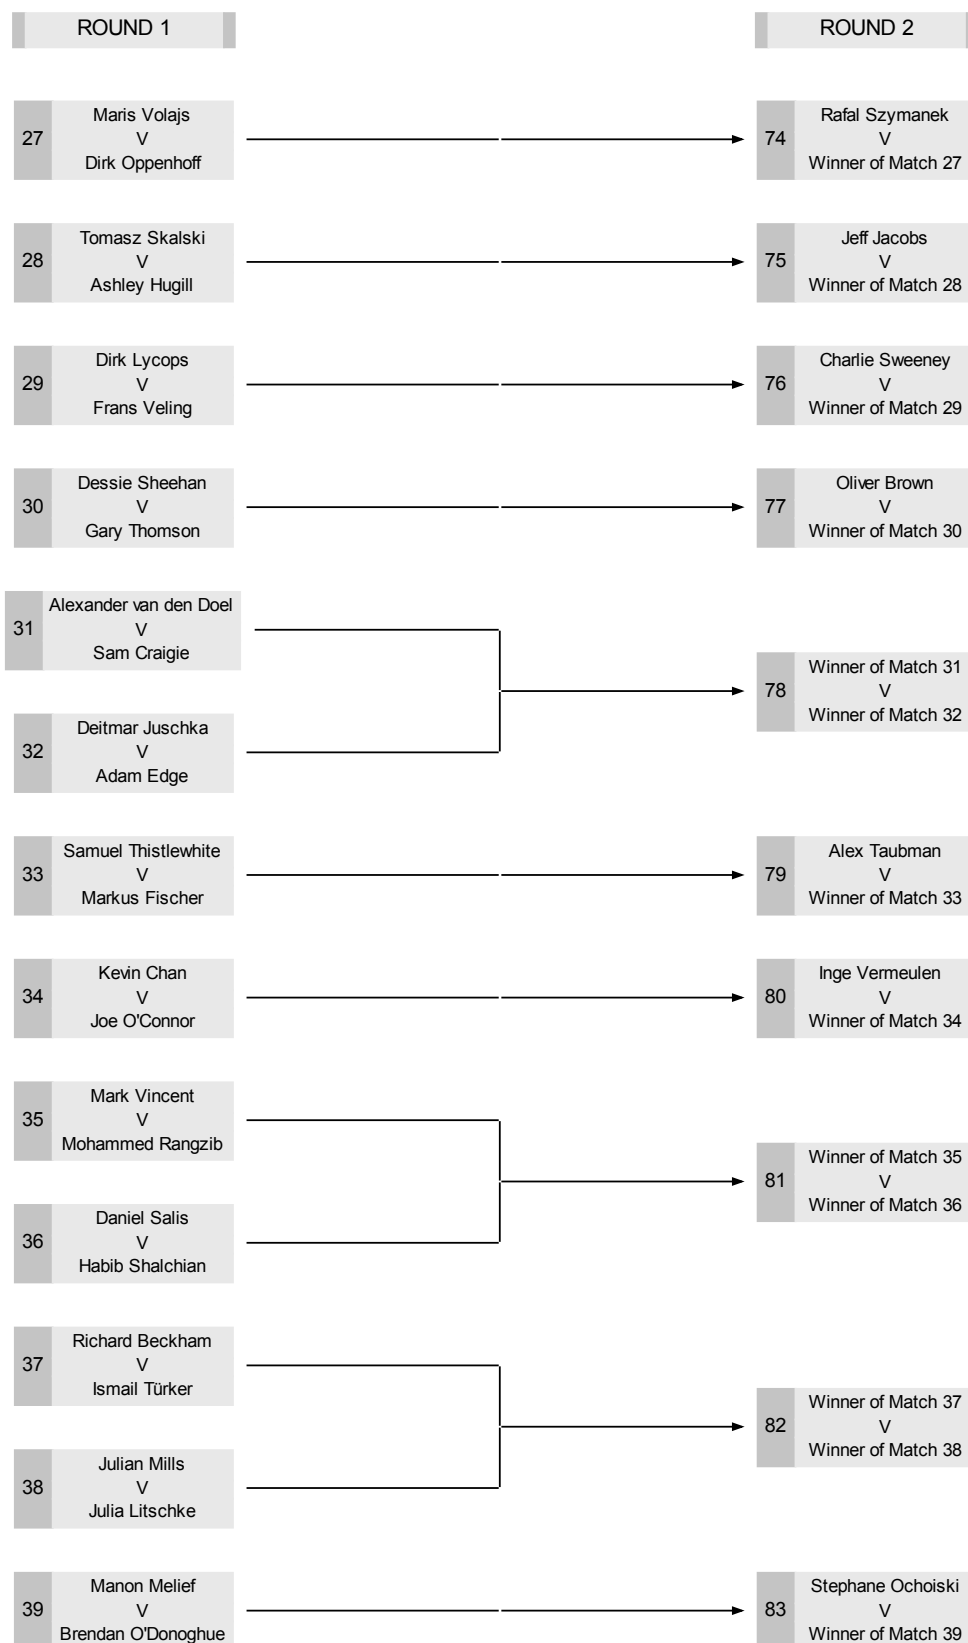 ROUND 1
ROUND 2
27
Maris Volajs
V
Dirk Oppenhoff
74
Rafal Szymanek
V
Winner of Match 27
28
Tomasz Skalski
V
Ashley Hugill
75
Jeff Jacobs
V
Winner of Match 28
29
Dirk Lycops
V
Frans Veling
76
Charlie Sweeney
V
Winner of Match 29
30
Dessie Sheehan
V
Gary Thomson
77
Oliver Brown
V
Winner of Match 30
31
Alexander van den Doel
V
Sam Craigie
32
Deitmar Juschka
V
Adam Edge
78
Winner of Match 31
V
Winner of Match 32
33
Samuel Thistlewhite
V
Markus Fischer
79
Alex Taubman
V
Winner of Match 33
34
Kevin Chan
V
Joe O'Connor
80
Inge Vermeulen
V
Winner of Match 34
35
Mark Vincent
V
Mohammed Rangzib
36
Daniel Salis
V
Habib Shalchian
81
Winner of Match 35
V
Winner of Match 36
37
Richard Beckham
V
Ismail Türker
38
Julian Mills
V
Julia Litschke
82
Winner of Match 37
V
Winner of Match 38
39
Manon Melief
V
Brendan O'Donoghue
83
Stephane Ochoiski
V
Winner of Match 39